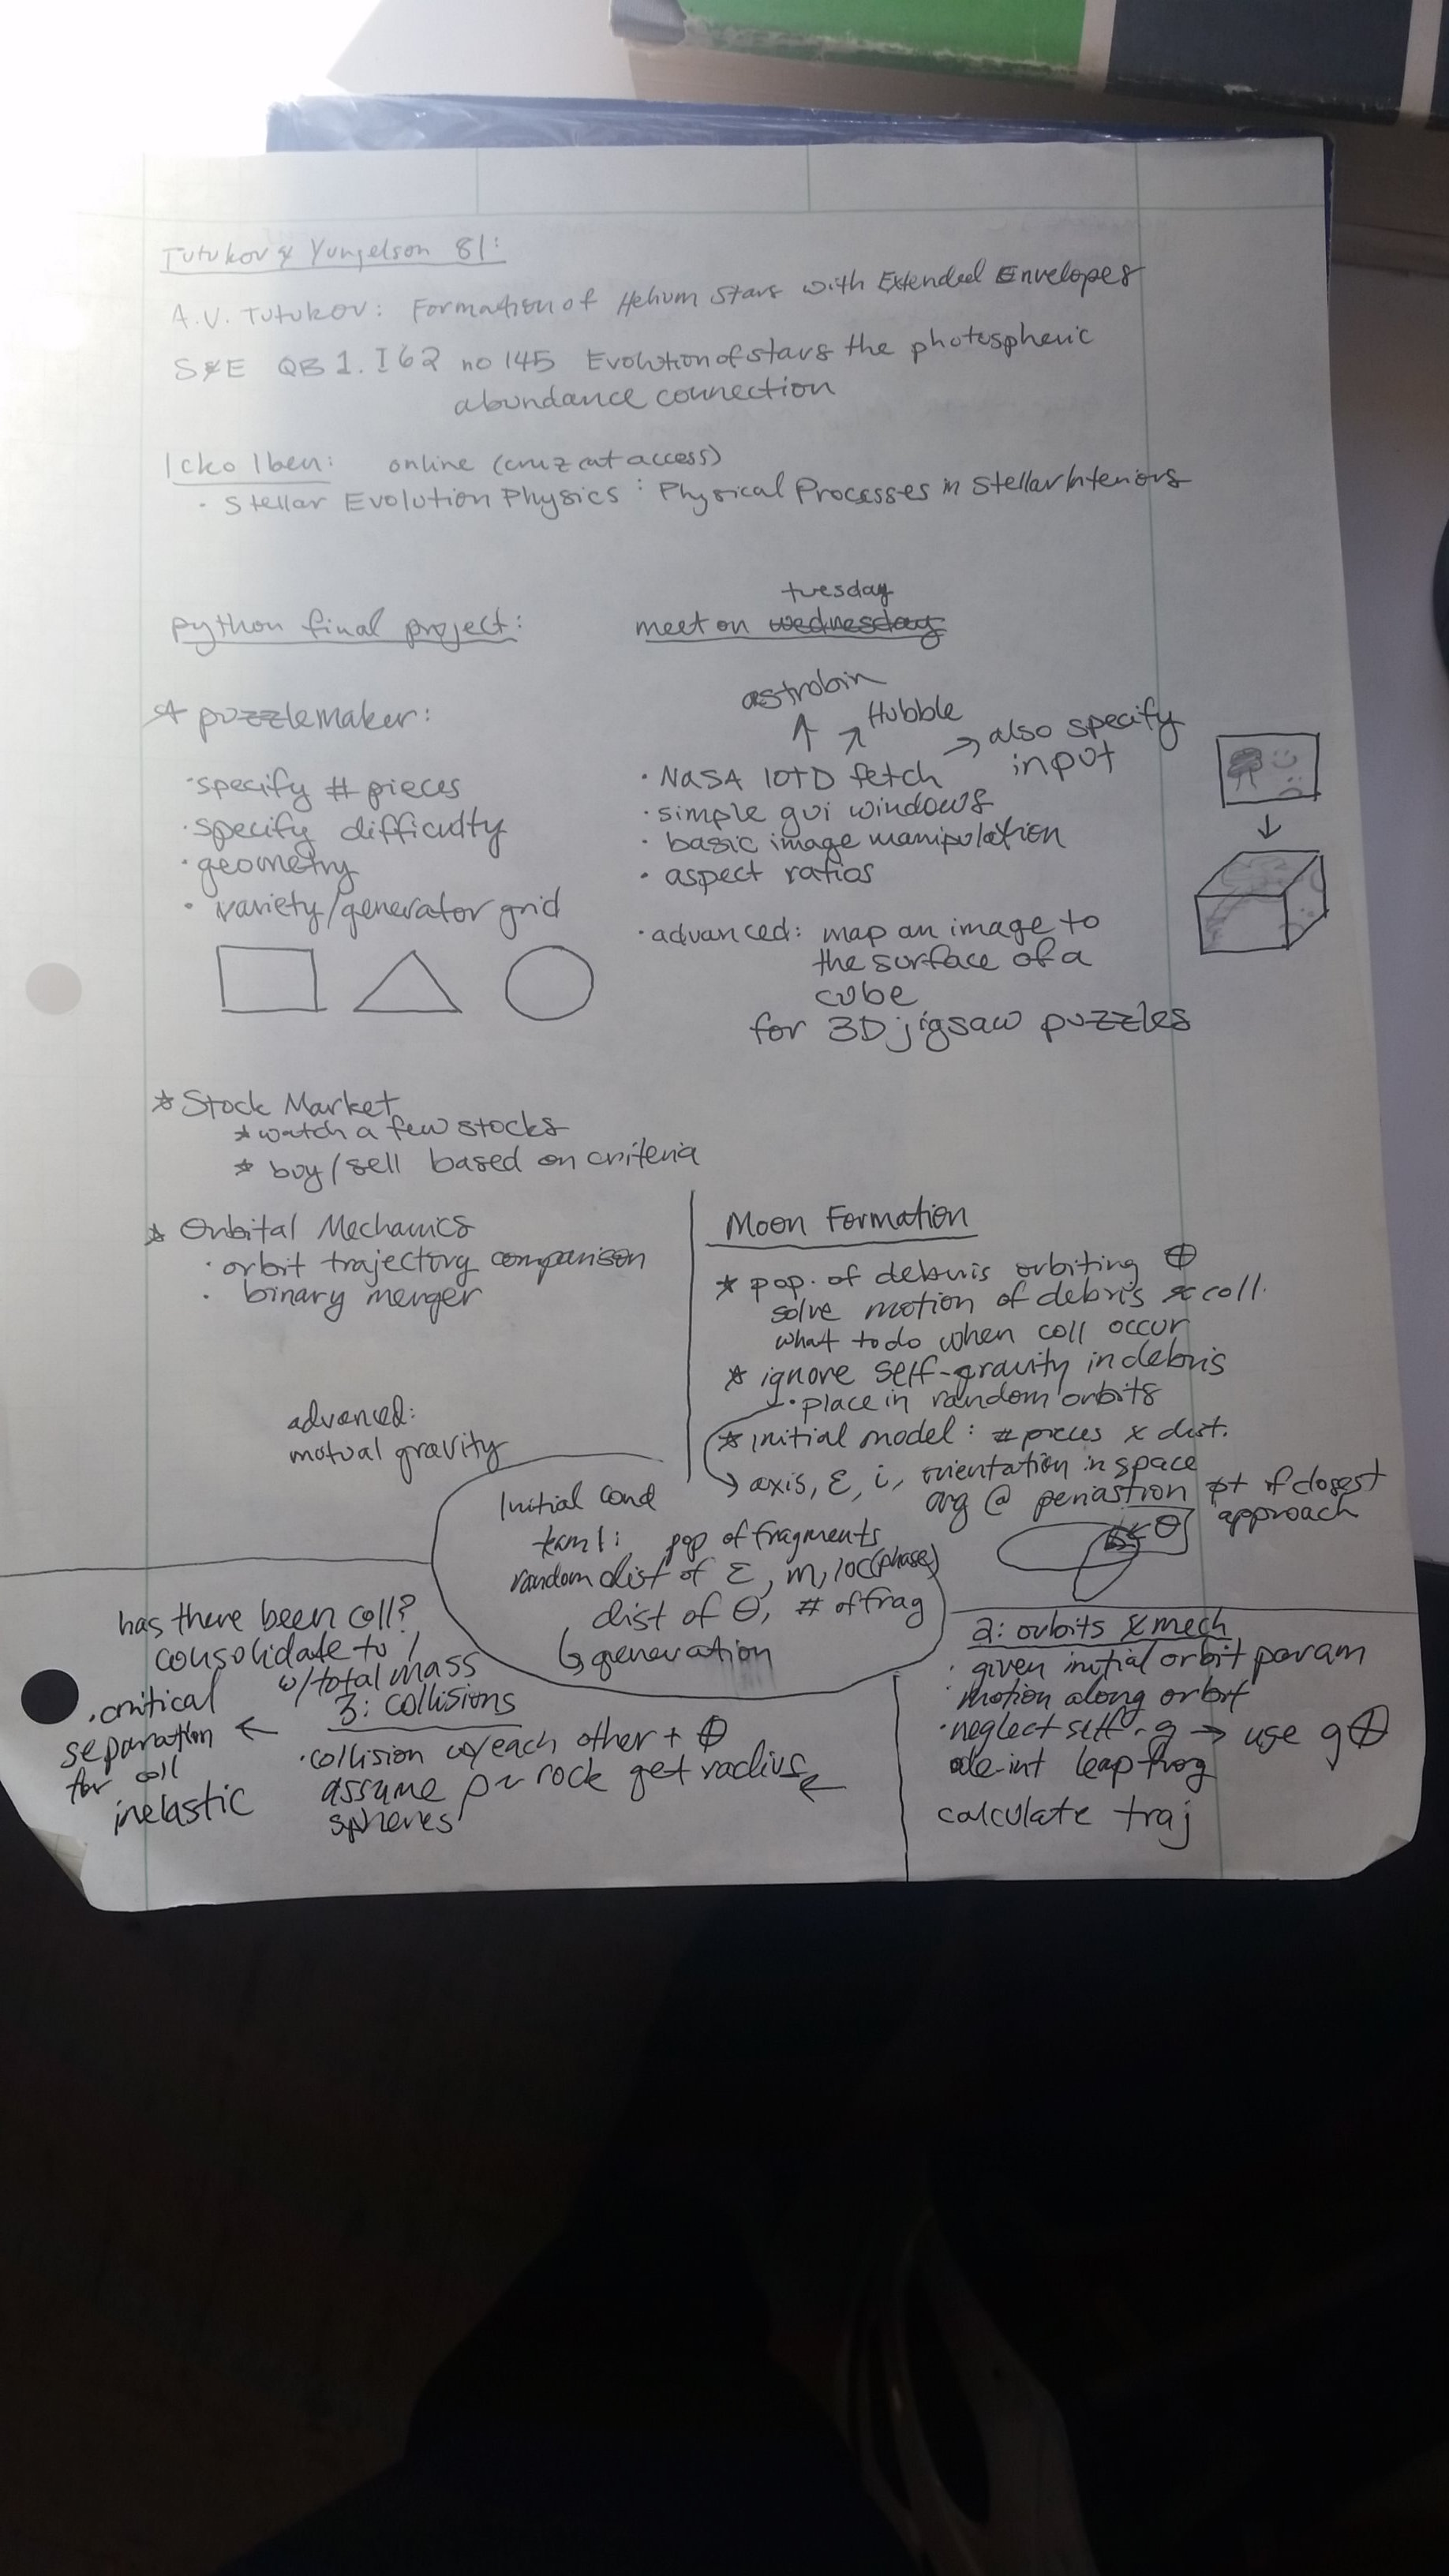 Tutukov & Yungelson 81:
A.V. Tutukov: Formation of Helium Stars with Extended Envelopes
S&E QB1.I62 no 145 Evolution of stars the photospheric
abundance connection
Icko Iben: online (cruzcat access)
· Stellar Evolution Physics: Physical Processes in Stellar Interiors
python final project:
tuesday
meet on wednesday
puzzlemaker:
· specify # pieces
· specify difficulty
· geometry
· variety/generator grid
astrobin
Hubble
→ also specify
input
· NASA IOTD fetch
· simple gui windows
· basic image manipulation
· aspect ratios
· advanced: map an image to
the surface of a
cube
for 3D jigsaw puzzles
* Stock Market
* watch a few stocks
* buy/sell based on criteria
* Orbital Mechanics
· orbit trajectory comparison
· binary merger
advanced:
mutual gravity
Moon Formation
* pop. of debris orbiting ⊕
solve motion of debris & coll.
what to do when coll occur
* ignore self-gravity in debris
· place in random orbits
* initial model: # pieces & dist.
→ axis, ε, i, orientation in space
arg @ periastron pt of closest
approach
θ
Initial cond
team 1: pop of fragments
random dist of ε, m, loc(phase)
dist of θ, # of frag
↳ generation
2: orbits & mech
· given initial orbit param
· motion along orbit
· neglect self-g → use g⊕
ode-int leapfrog
calculate traj
has there been coll?
consolidate to 1
w/total mass
3: collisions
· collision w/each other + ⊕
assume ρ ~ rock get radius ←
spheres
· critical
separation ←
for coll
inelastic